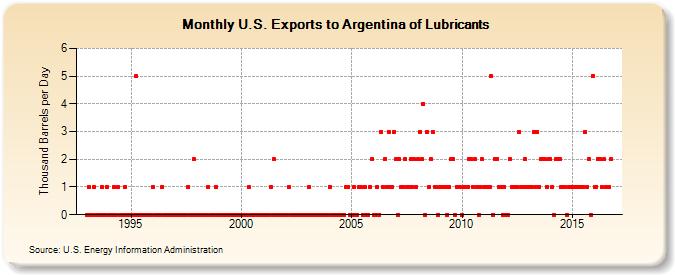 Monthly U.S. Exports to Argentina of Lubricants
Thousand Barrels per Day
6
5
4
3
2
1
0
1995 2000 2005 2010 2015
Source: U.S. Energy Information Administration